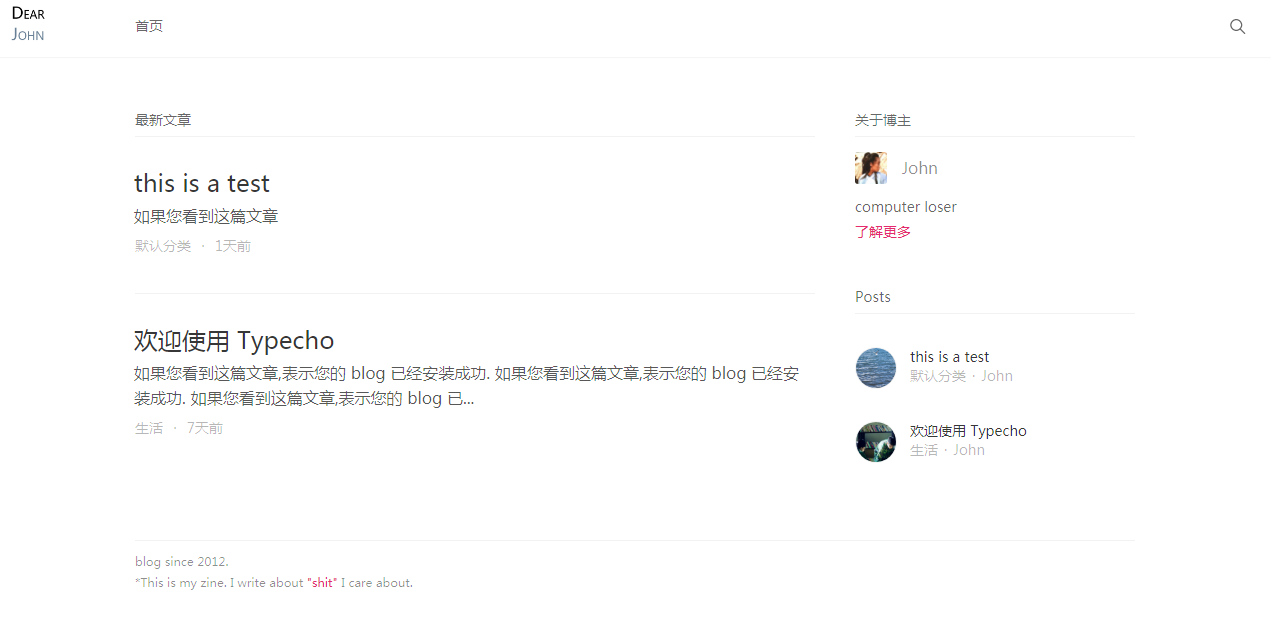 Dear
John
首页
最新文章
this is a test
如果您看到这篇文章
默认分类 · 1天前
欢迎使用 Typecho
如果您看到这篇文章,表示您的 blog 已经安装成功. 如果您看到这篇文章,表示您的 blog 已经安
装成功. 如果您看到这篇文章,表示您的 blog 已...
生活 · 7天前
关于博主
John
computer loser
了解更多
Posts
this is a test
默认分类 · John
欢迎使用 Typecho
生活 · John
blog since 2012.
*This is my zine. I write about "shit" I care about.